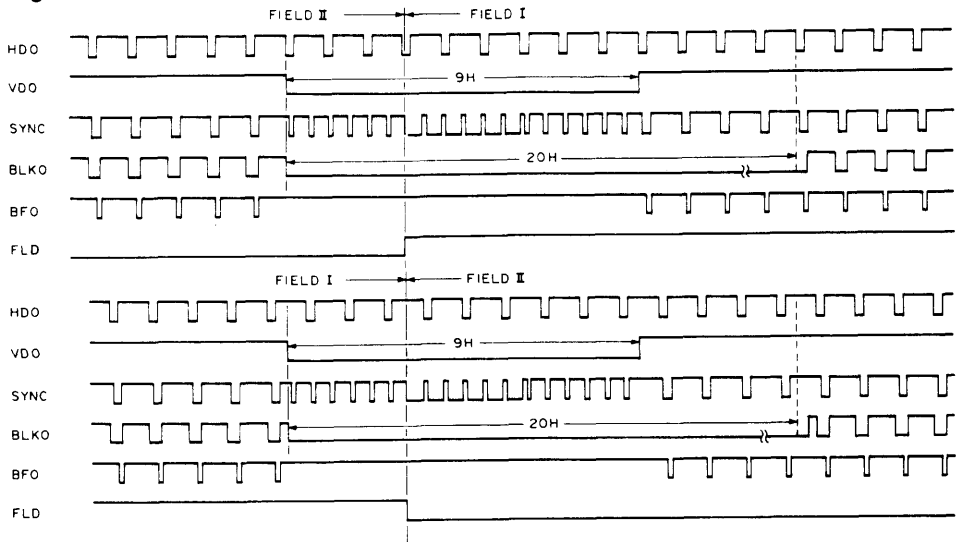 FIELD II FIELD I
HDO
VDO 9H
SYNC
BLKO 20H
BFO
FLD
FIELD I FIELD II
HDO
VDO 9H
SYNC
BLKO 20H
BFO
FLD